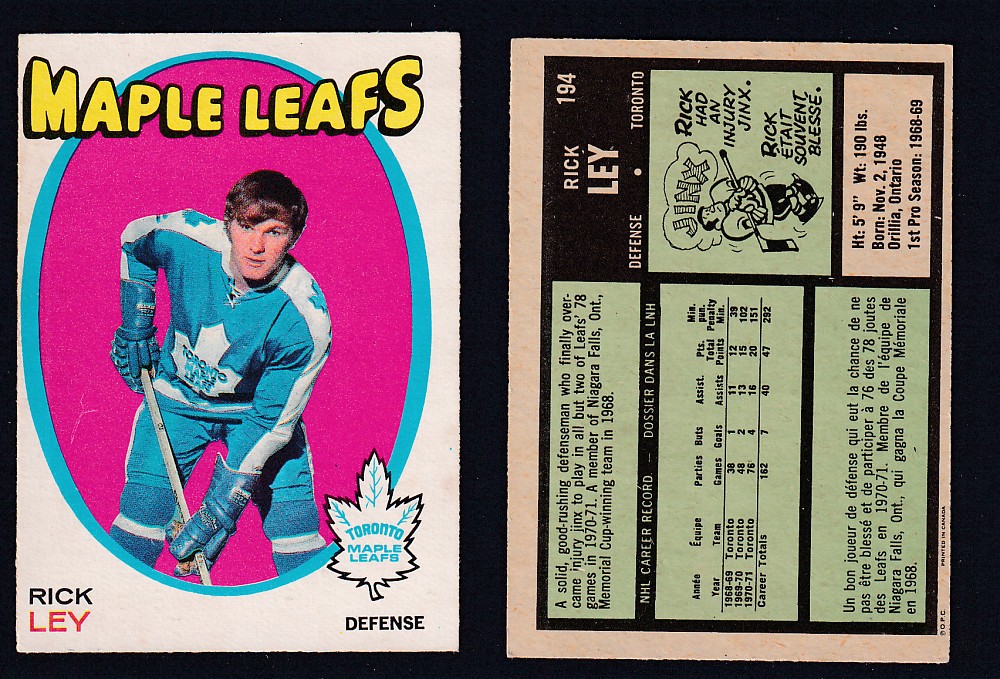 MAPLE LEAFS
TORONTO
MAPLE LEAFS
TORONTO
MAPLE
LEAFS
RICK
LEY
DEFENSE
194
RICK
LEY
DEFENSE • TORONTO
JINX
RICK
HAD
AN
INJURY
JINX.
RICK
ÉTAIT
SOUVENT
BLESSÉ.
Ht: 5' 9" Wt: 190 lbs.
Born: Nov. 2, 1948
Orillia, Ontario
1st Pro Season: 1968-69
A solid, good-rushing defenseman who finally over-
came injury jinx to play in all but two of Leafs' 78
games in 1970-71. A member of Niagara Falls, Ont.,
Memorial Cup-winning team in 1968.
NHL CAREER RECORD — DOSSIER DANS LA LNH
Année Équipe Parties Buts Assist. Pts. Min. pun.
Year Team Games Goals Assists Total Points Penalty Min.
1968-69 Toronto 38 1 11 12 39
1969-70 Toronto 48 2 13 15 102
1970-71 Toronto 76 4 16 20 151
Career Totals 162 7 40 47 292
Un bon joueur de défense qui eut la chance de ne
pas être blessé et de participer à 76 des 78 joutes
des Leafs en 1970-71. Membre de l'équipe de
Niagara Falls, Ont., qui gagna la Coupe Mémoriale
en 1968.
© O.P.C. PRINTED IN CANADA